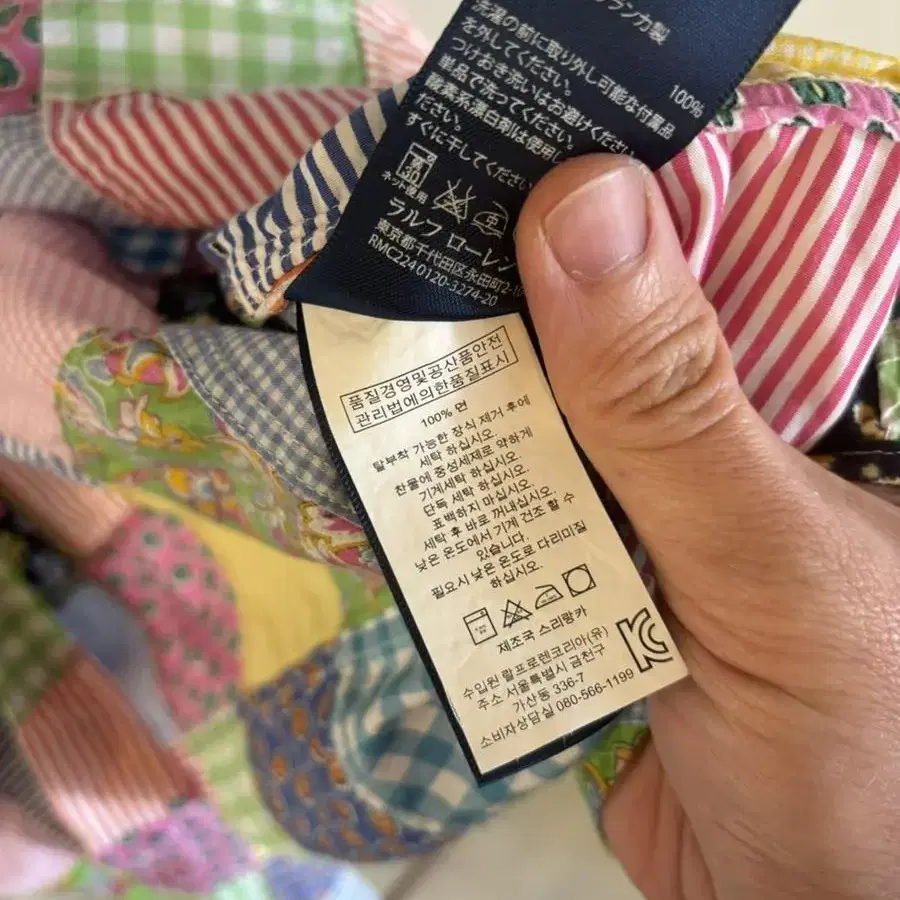 ランカ製
100%
洗濯の前に取り外し可能な付属品
を外してください。
つけおき洗いはお避けください
単品で洗ってください。
酸素系漂白剤は使用し
ださい。
すぐに干してください
ネット使用
ラルフ ローレン
東京都千代田区永田町2-10
RMC2240120-3274-20
품질경영및공산품안전
관리법에의한품질표시
100% 면
탈부착 가능한 장식 제거 후에
세탁 하십시오.
찬물에 중성세제로 약하게
기계세탁 하십시오.
단독 세탁 하십시오.
표백하지 마십시오.
세탁 후 바로 꺼내십시오.
낮은 온도에서 기계 건조 할 수
있습니다.
필요시 낮은 온도로 다리미질
하십시오.
제조국 스리랑카
수입원 랄프로렌코리아(유)
주소 서울특별시 금천구
가산동 336-7
소비자상담실 080-566-1199